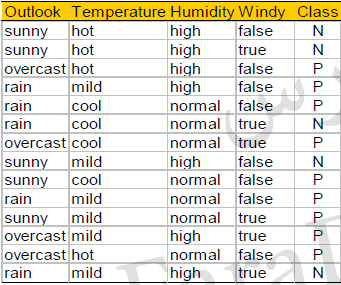 Outlook Temperature Humidity Windy Class
sunny hot high false N
sunny hot high true N
overcast hot high false P
rain mild high false P
rain cool normal false P
rain cool normal true N
overcast cool normal true P
sunny mild high false N
sunny cool normal false P
rain mild normal false P
sunny mild normal true P
overcast mild high true P
overcast hot normal false P
rain mild high true N